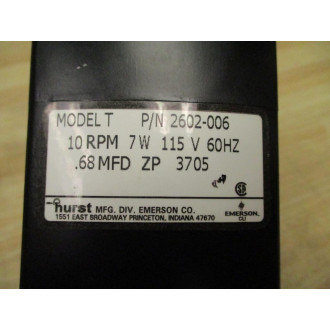 MODEL T P/N 2602-006
10 RPM 7W 115 V 60HZ
.68 MFD ZP 3705
hurst MFG. DIV. EMERSON CO.
1551 EAST BROADWAY PRINCETON, INDIANA 47670
EMERSON.